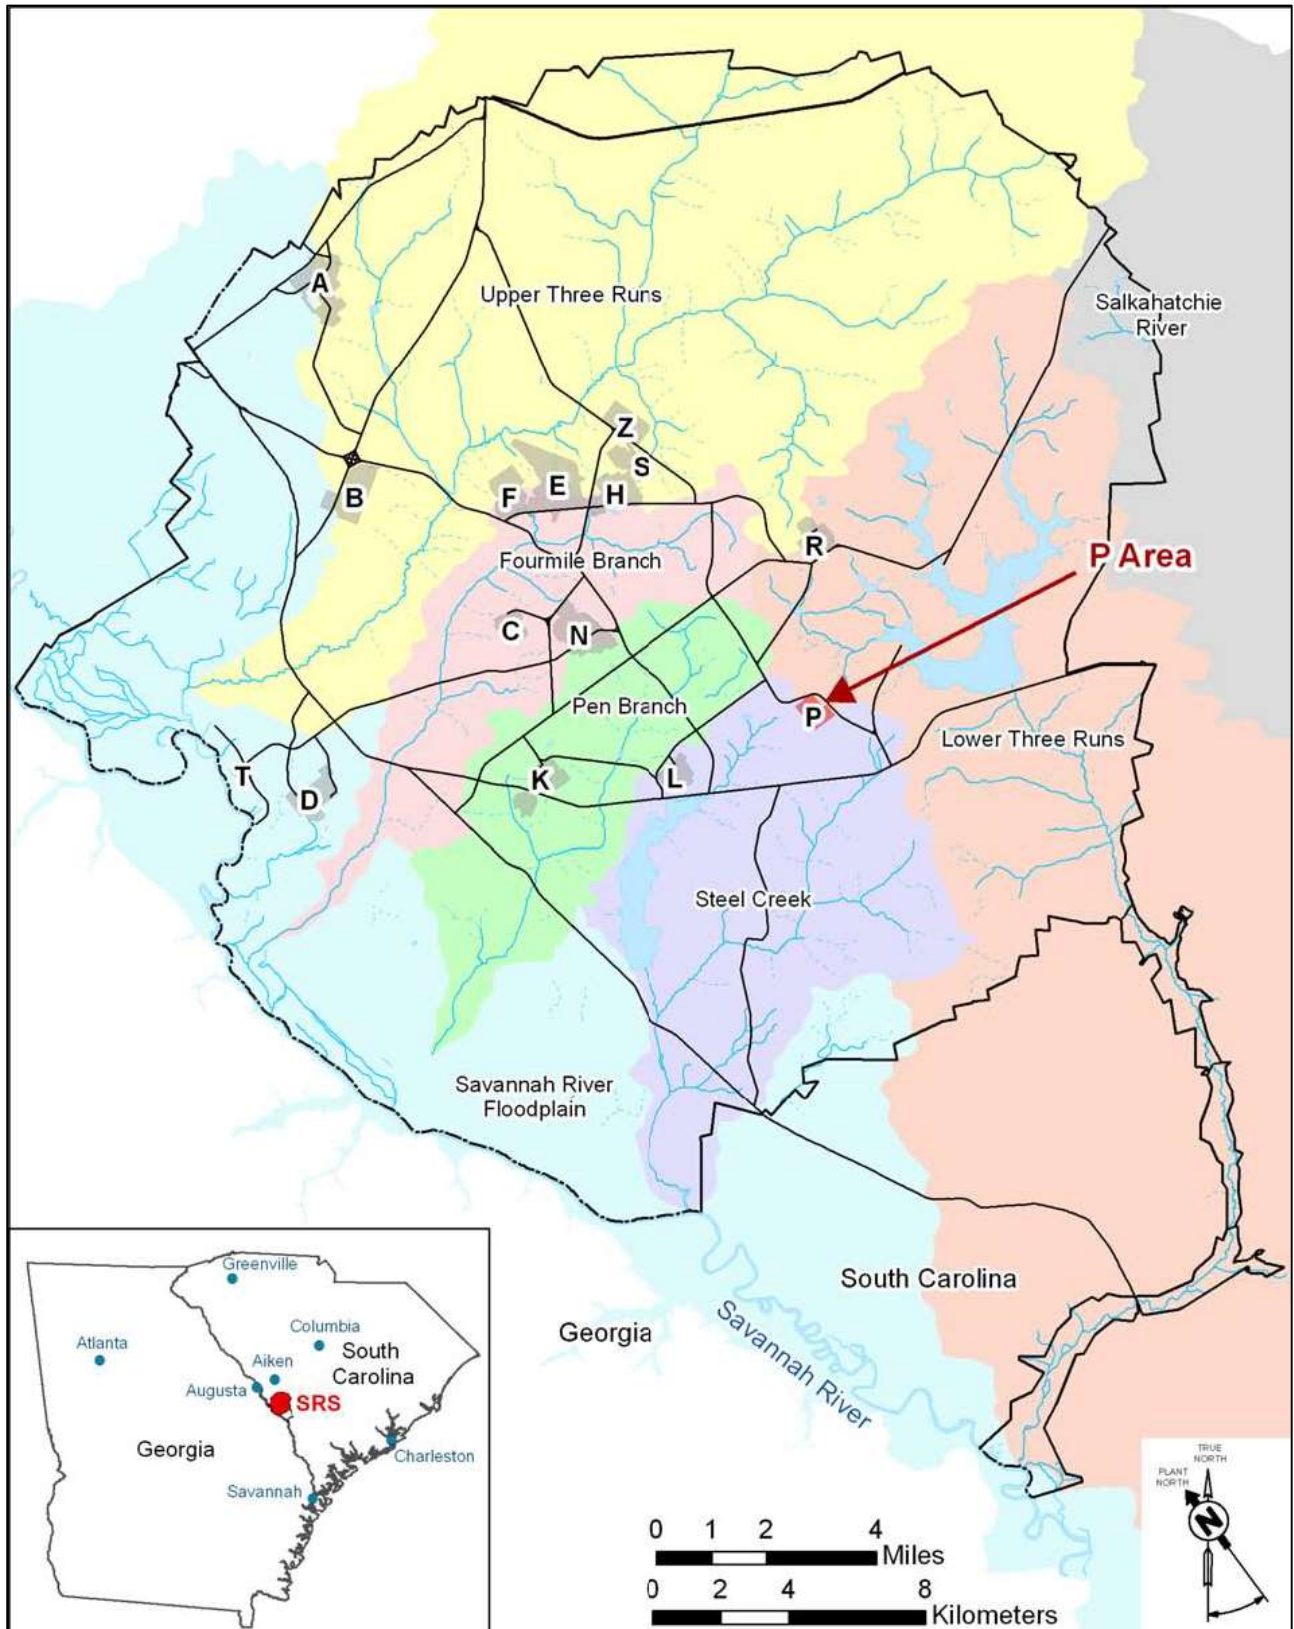 A
Upper Three Runs
Salkahatchie
River
Z
S
B
F
E
H
R
Fourmile Branch
P Area
C
N
Pen Branch
P
Lower Three Runs
T
D
K
L
Steel Creek
Savannah River
Floodplain
South Carolina
Georgia
Savannah River
Greenville
Atlanta
Columbia
South
Carolina
Aiken
Augusta
SRS
Georgia
Charleston
Savannah
0 1 2 4
Miles
0 2 4 8
Kilometers
TRUE
NORTH
PLANT
NORTH
N